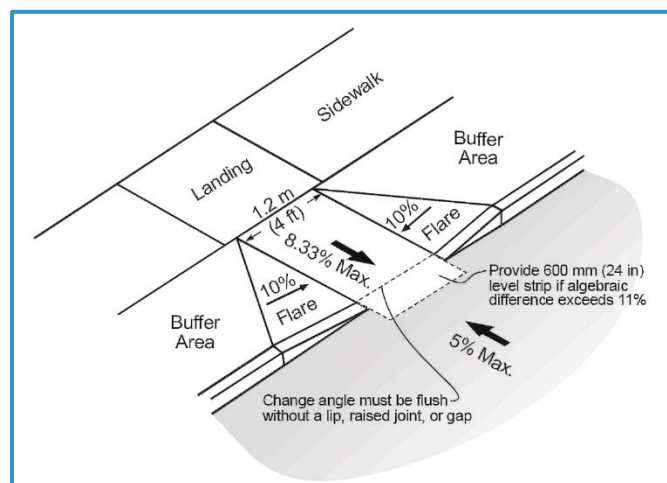 Sidewalk
Buffer
Area
Landing
1.2 m
(4 ft)
10%
Flare
8.33% Max.
Provide 600 mm (24 in)
level strip if algebraic
difference exceeds 11%
10%
Flare
Buffer
Area
5% Max.
Change angle must be flush
without a lip, raised joint, or gap